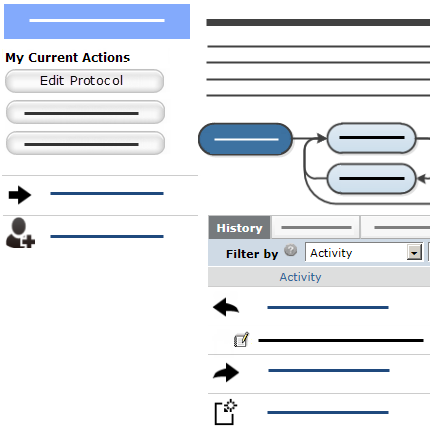 My Current Actions
Edit Protocol
History
Filter by ? Activity
Activity